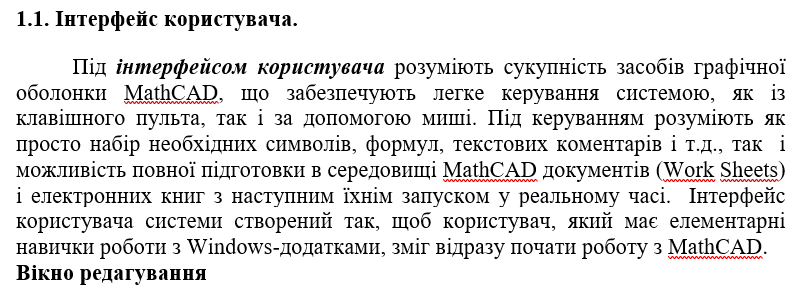 1.1. Інтерфейс користувача.
Під інтерфейсом користувача розуміють сукупність засобів графічної
оболонки MathCAD, що забезпечують легке керування системою, як із
клавішного пульта, так і за допомогою миші. Під керуванням розуміють як
просто набір необхідних символів, формул, текстових коментарів і т.д., так і
можливість повної підготовки в середовищі MathCAD документів (Work Sheets)
і електронних книг з наступним їхнім запуском у реальному часі. Інтерфейс
користувача системи створений так, щоб користувач, який має елементарні
навички роботи з Windows-додатками, зміг відразу почати роботу з MathCAD.
Вікно редагування